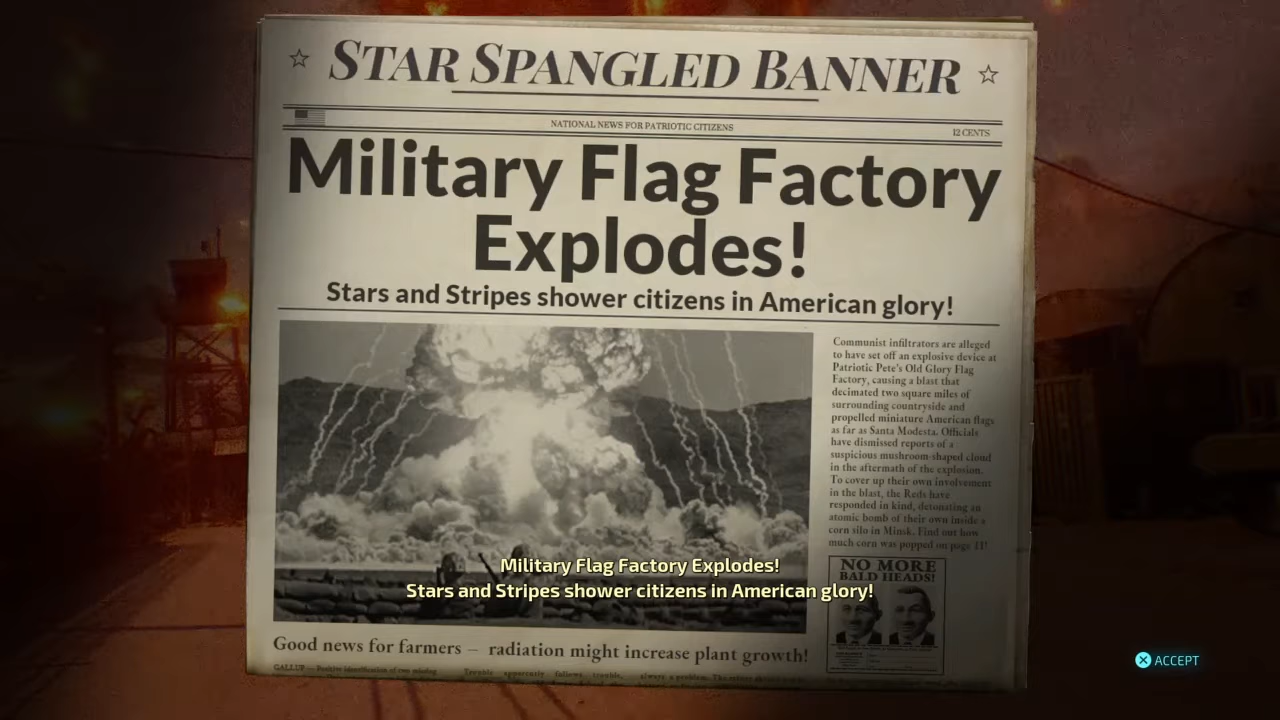 STAR SPANGLED BANNER
NATIONAL NEWS FOR PATRIOTIC CITIZENS
12 CENTS
Military Flag Factory
Explodes!
Stars and Stripes shower citizens in American glory!
Communist infiltrators are alleged
to have set off an explosive device at
Patriotic Pete's Old Glory Flag
Factory, causing a blast that
decimated two square miles of
surrounding countryside and
propelled miniature American flags
as far as Santa Modesta. Officials
have dismissed reports of a
suspicious mushroom-shaped cloud
in the aftermath of the explosion.
To cover up their own involvement
in the blast, the Reds have
responded in kind, detonating an
atomic bomb of their own inside a
corn silo in Minsk. Find out how
much corn was popped on page 11!
NO MORE
BALD HEADS!
Military Flag Factory Explodes!
Stars and Stripes shower citizens in American glory!
Good news for farmers – radiation might increase plant growth!
Trouble apparently follows trouble,
always a problem. The
ACCEPT